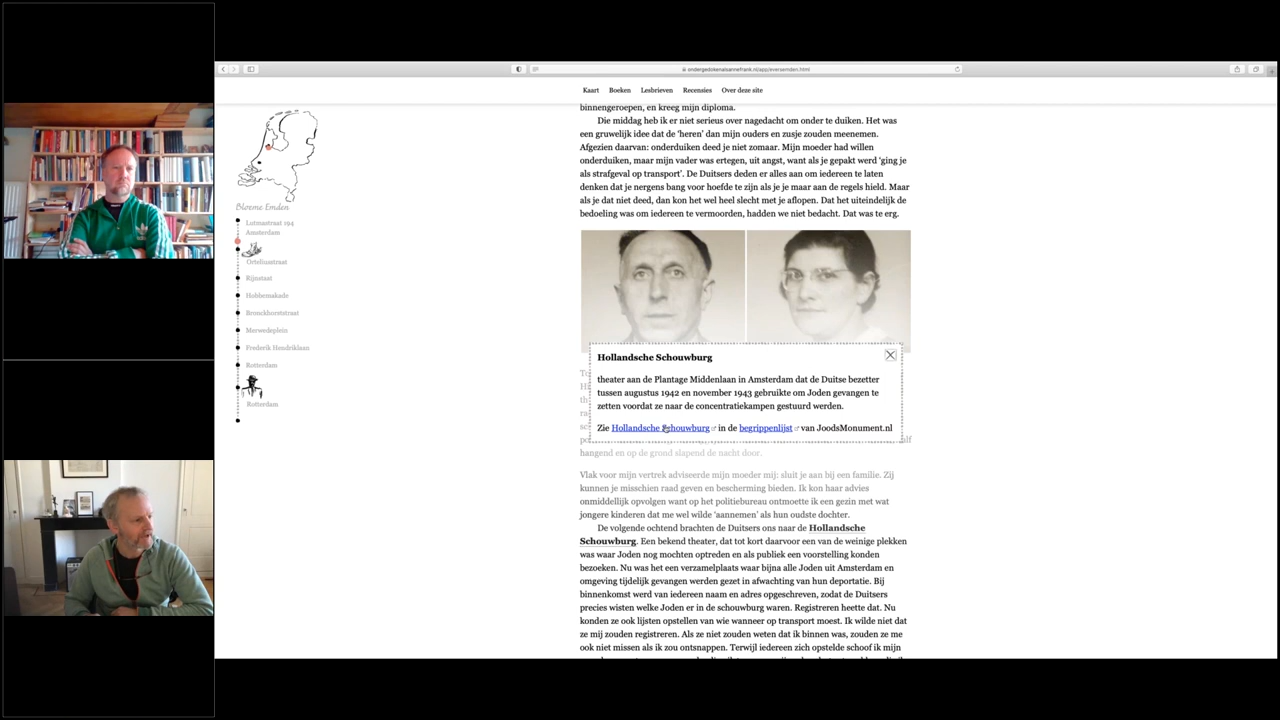 ondergedokenalsannefrank.nl/app/eversemden.html
Kaart Boeken Lesbrieven Recensies Over deze site
Bloeme Emden
Lutmastraat 194
Amsterdam
Orteliusstraat
Rijnstaat
Hobbemakade
Bronckhorststraat
Merwedeplein
Frederik Hendriklaan
Rotterdam
Rotterdam
binnengeroepen, en kreeg mijn diploma.
Die middag heb ik er niet serieus over nagedacht om onder te duiken. Het was
een gruwelijk idee dat de ‘heren’ dan mijn ouders en zusje zouden meenemen.
Afgezien daarvan: onderduiken deed je niet zomaar. Mijn moeder had willen
onderduiken, maar mijn vader was ertegen, uit angst, want als je gepakt werd ‘ging je
als strafgeval op transport’. De Duitsers deden er alles aan om iedereen te laten
denken dat je nergens bang voor hoefde te zijn als je je maar aan de regels hield. Maar
als je dat niet deed, dan kon het wel heel slecht met je aflopen. Dat het uiteindelijk de
bedoeling was om iedereen te vermoorden, hadden we niet bedacht. Dat was te erg.
Hollandsche Schouwburg
theater aan de Plantage Middenlaan in Amsterdam dat de Duitse bezetter
tussen augustus 1942 en november 1943 gebruikte om Joden gevangen te
zetten voordat ze naar de concentratiekampen gestuurd werden.
Zie Hollandsche Schouwburg in de begrippenlijst van JoodsMonument.nl
hangend en op de grond slapend de nacht door.
Vlak voor mijn vertrek adviseerde mijn moeder mij: sluit je aan bij een familie. Zij
kunnen je misschien raad geven en bescherming bieden. Ik kon haar advies
onmiddellijk opvolgen want op het politiebureau ontmoette ik een gezin met wat
jongere kinderen dat me wel wilde ‘aannemen’ als hun oudste dochter.
De volgende ochtend brachten de Duitsers ons naar de Hollandsche
Schouwburg. Een bekend theater, dat tot kort daarvoor een van de weinige plekken
was waar Joden nog mochten optreden en als publiek een voorstelling konden
bezoeken. Nu was het een verzamelplaats waar bijna alle Joden uit Amsterdam en
omgeving tijdelijk gevangen werden gezet in afwachting van hun deportatie. Bij
binnenkomst werd van iedereen naam en adres opgeschreven, zodat de Duitsers
precies wisten welke Joden er in de schouwburg waren. Registreren heette dat. Nu
konden ze ook lijsten opstellen van wie wanneer op transport moest. Ik wilde niet dat
ze mij zouden registreren. Als ze niet zouden weten dat ik binnen was, zouden ze me
ook niet missen als ik zou ontsnappen. Terwijl iedereen zich opstelde schoof ik mijn